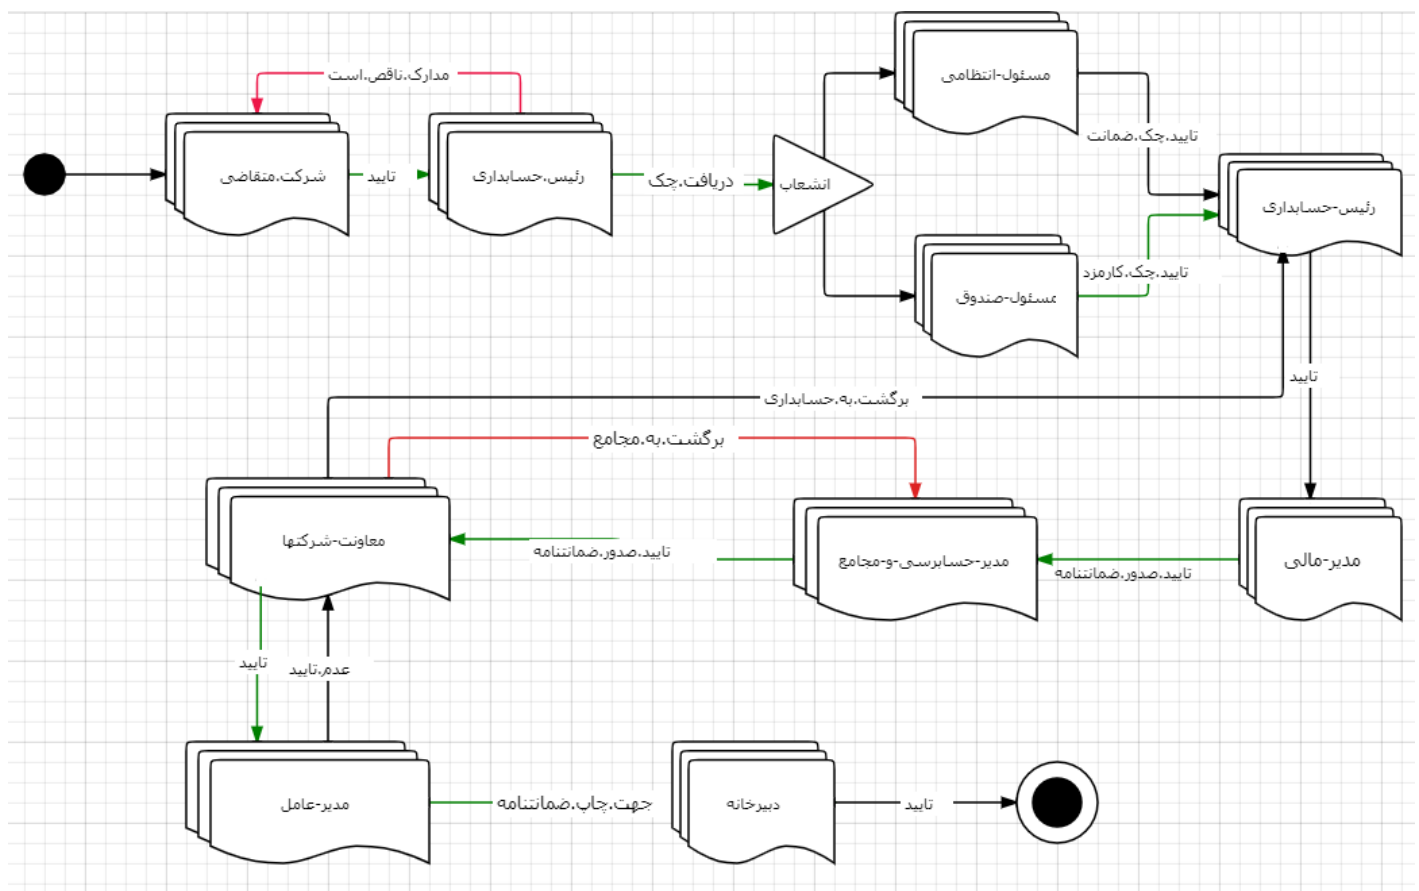 مدارک.ناقص.است
شرکت.متقاضی
تایید
رئیس.حسابداری
دریافت.چک
انشعاب
مسئول-انتظامی
تایید.چک.ضمانت
مسئول-صندوق
تایید.چک.کارمزد
رئیس-حسابداری
تایید
برگشت.به.حسابداری
برگشت.به.مجامع
مدیر-مالی
تایید.صدور.ضمانتنامه
مدیر-حسابرسی-و-مجامع
تایید.صدور.ضمانتنامه
معاونت-شرکتها
تایید
عدم.تایید
مدیر-عامل
جهت.چاپ.ضمانتنامه
دبیرخانه
تایید